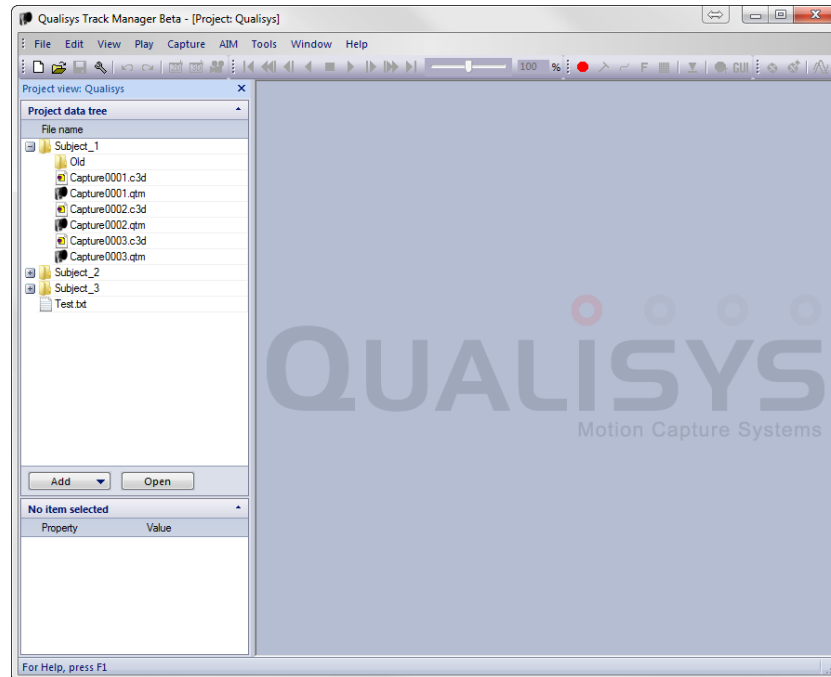 Qualisys Track Manager Beta - [Project: Qualisys]
File Edit View Play Capture AIM Tools Window Help
100 % F GUI
Project view: Qualisys
Project data tree
File name
Subject_1
Old
Capture0001.c3d
Capture0001.qtm
Capture0002.c3d
Capture0002.qtm
Capture0003.c3d
Capture0003.qtm
Subject_2
Subject_3
Test.txt
QUALISYS
Motion Capture Systems
Add Open
No item selected
Property Value
For Help, press F1